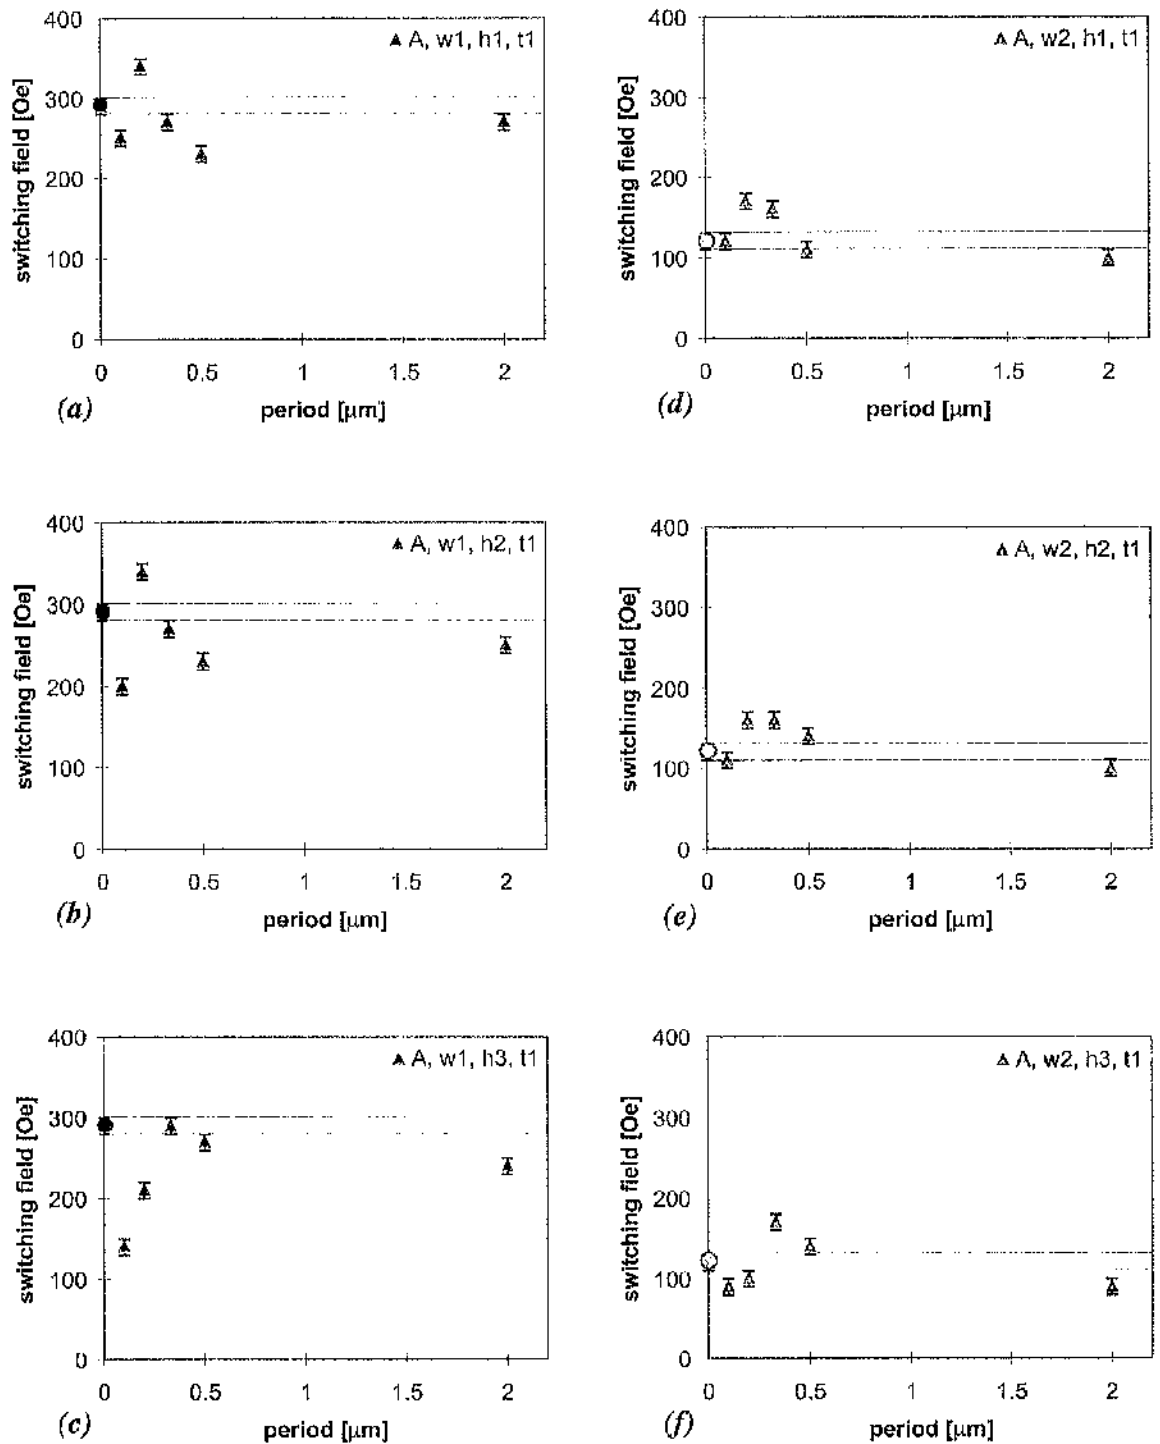 400
300
200
100
0
switching field [Oe]
▲ A, w1, h1, t1
0 0.5 1 1.5 2
(a) period [µm]
400
300
200
100
0
switching field [Oe]
▲ A, w2, h1, t1
0 0.5 1 1.5 2
(d) period [µm]
400
300
200
100
0
switching field [Oe]
▲ A, w1, h2, t1
0 0.5 1 1.5 2
(b) period [µm]
400
300
200
100
0
switching field [Oe]
▲ A, w2, h2, t1
0 0.5 1 1.5 2
(e) period [µm]
400
300
200
100
0
switching field [Oe]
▲ A, w1, h3, t1
0 0.5 1 1.5 2
(c) period [µm]
400
300
200
100
0
switching field [Oe]
▲ A, w2, h3, t1
0 0.5 1 1.5 2
(f) period [µm]